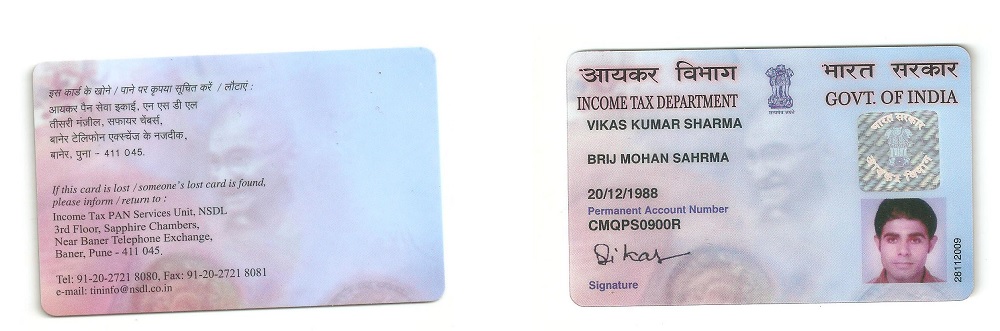 इस कार्ड के खोने / पाने पर कृपया सूचित करें / लौटाएं :
आयकर पैन सेवा इकाई, एन एस डी एल
तीसरी मंजील, सफायर चेंबर्स,
बानेर टेलिफोन एक्स्चेंज के नजदीक,
बानेर, पुना - 411 045.
If this card is lost / someone's lost card is found,
please inform / return to :
Income Tax PAN Services Unit, NSDL
3rd Floor, Sapphire Chambers,
Near Baner Telephone Exchange,
Baner, Pune - 411 045.
Tel: 91-20-2721 8080, Fax: 91-20-2721 8081
e-mail: tininfo@nsdl.co.in
आयकर विभाग
भारत सरकार
INCOME TAX DEPARTMENT
GOVT. OF INDIA
VIKAS KUMAR SHARMA
BRIJ MOHAN SAHRMA
20/12/1988
Permanent Account Number
CMQPS0900R
Vikas
Signature
भारत सरकार
आयकर विभाग
28112009